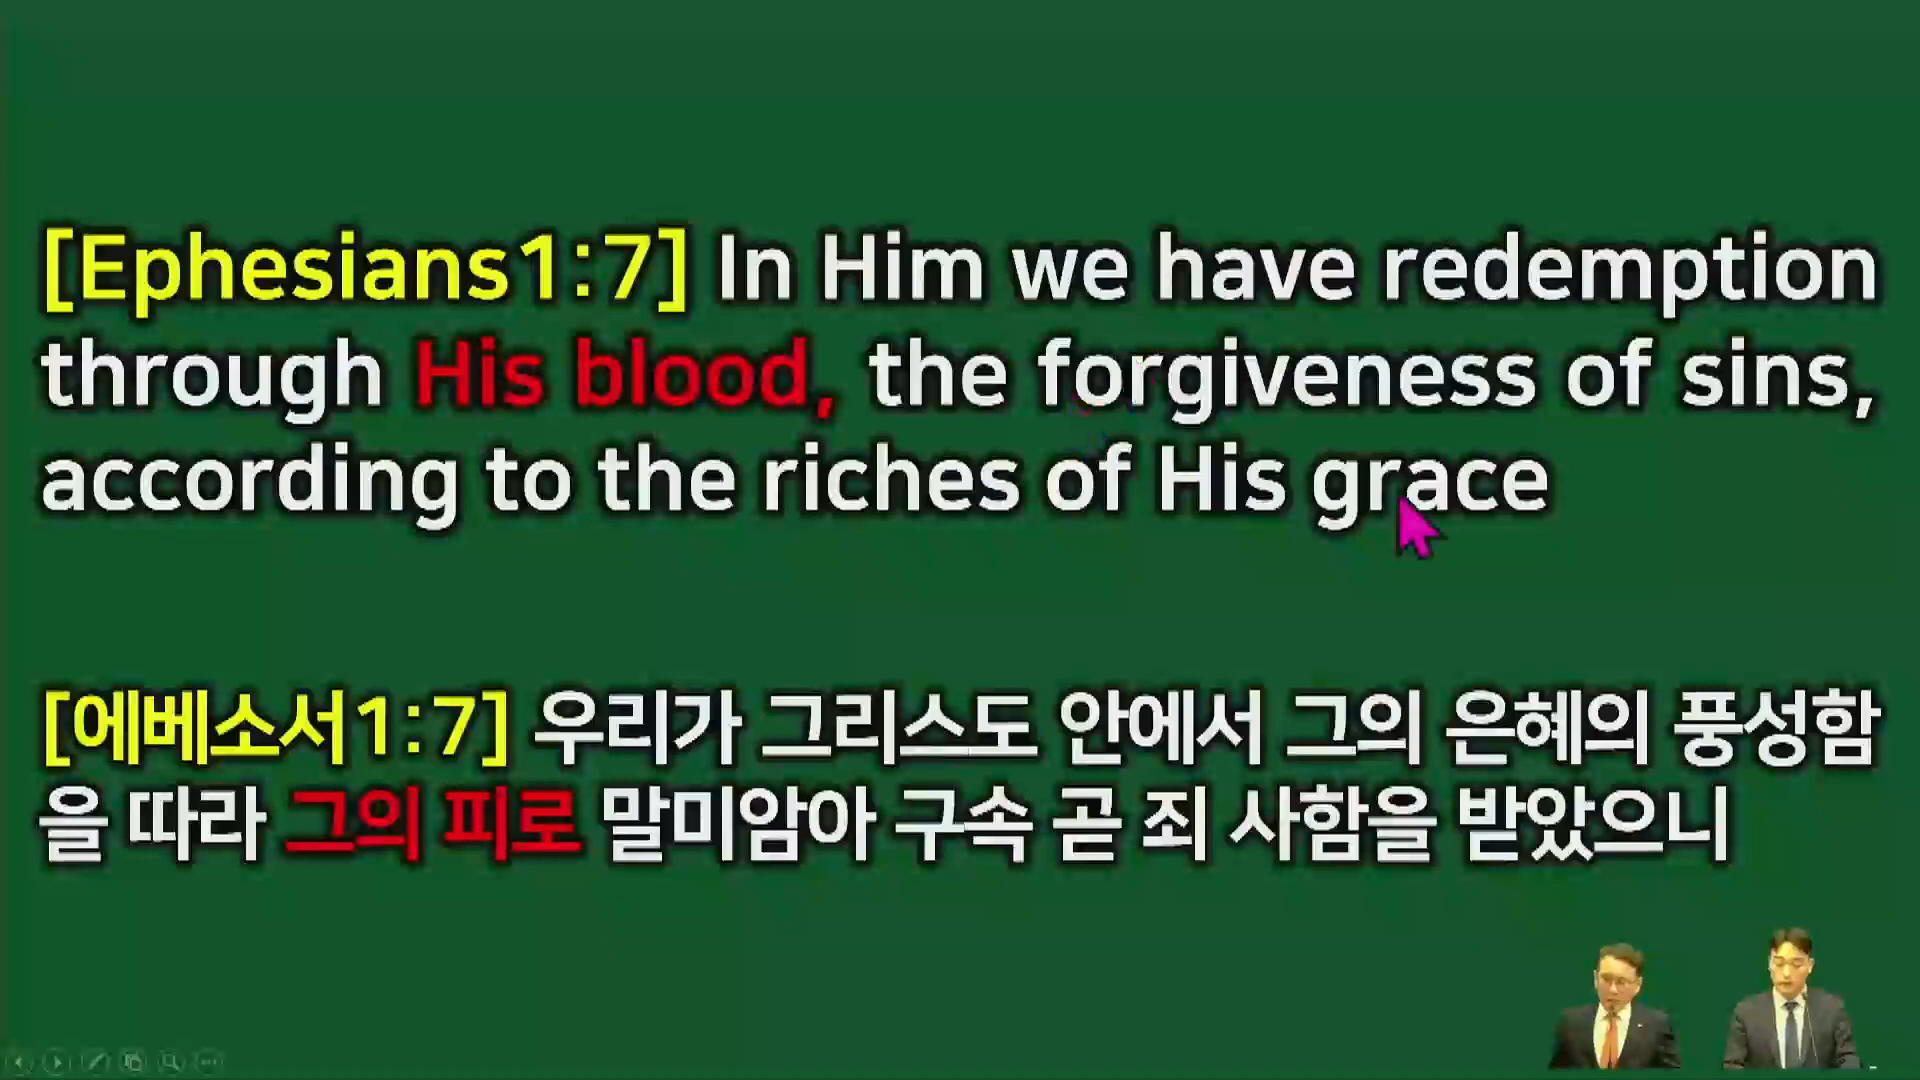 [Ephesians1:7] In Him we have redemption
through His blood, the forgiveness of sins,
according to the riches of His grace
[에베소서1:7] 우리가 그리스도 안에서 그의 은혜의 풍성함
을 따라 그의 피로 말미암아 구속 곧 죄 사함을 받았으니